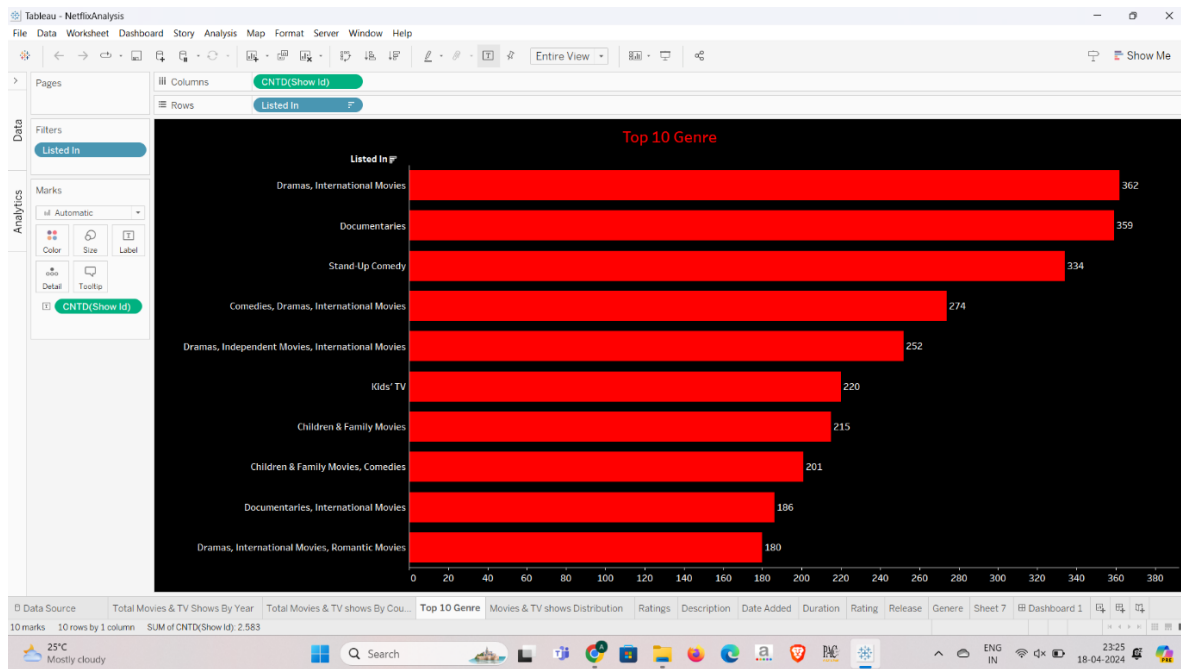 Tableau - NetflixAnalysis
File Data Worksheet Dashboard Story Analysis Map Format Server Window Help
Entire View
Show Me
Pages
Columns
CNTD(Show Id)
Rows
Listed In
Data
Analytics
Filters
Listed In
Marks
Automatic
Color Size Label
Detail Tooltip
CNTD(Show Id)
Top 10 Genre
Listed In
Dramas, International Movies 362
Documentaries 359
Stand-Up Comedy 334
Comedies, Dramas, International Movies 274
Dramas, Independent Movies, International Movies 252
Kids' TV 220
Children & Family Movies 215
Children & Family Movies, Comedies 201
Documentaries, International Movies 186
Dramas, International Movies, Romantic Movies 180
0 20 40 60 80 100 120 140 160 180 200 220 240 260 280 300 320 340 360 380
Data Source Total Movies & TV Shows By Year Total Movies & TV shows By Cou... Top 10 Genre Movies & TV shows Distribution Ratings Description Date Added Duration Rating Release Genere Sheet 7 Dashboard 1
10 marks 10 rows by 1 column SUM of CNTD(Show Id): 2.583
25°C
Mostly cloudy
Search
ENG
IN
23:25
18-04-2024